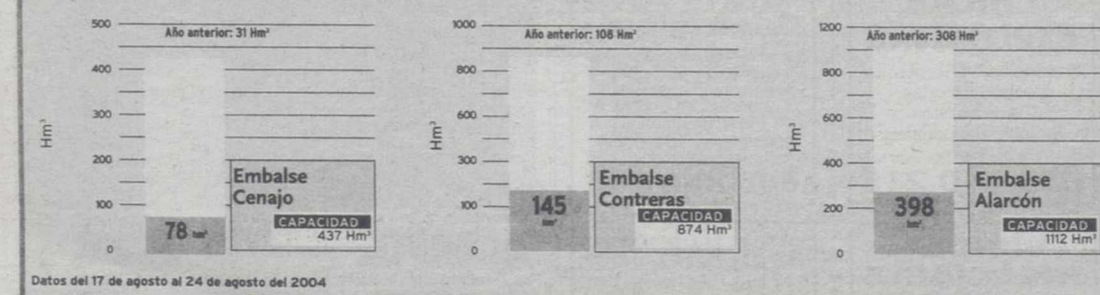 500
400
300
200
100
0
Hm³
Año anterior: 31 Hm³
78 hm³
Embalse
Cenajo
CAPACIDAD
437 Hm³
1000
800
600
300
100
0
Hm³
Año anterior: 108 Hm³
145
hm³
Embalse
Contreras
CAPACIDAD
874 Hm³
1200
800
600
400
200
0
Hm³
Año anterior: 308 Hm³
398
hm³
Embalse
Alarcón
CAPACIDAD
1112 Hm³
Datos del 17 de agosto al 24 de agosto del 2004